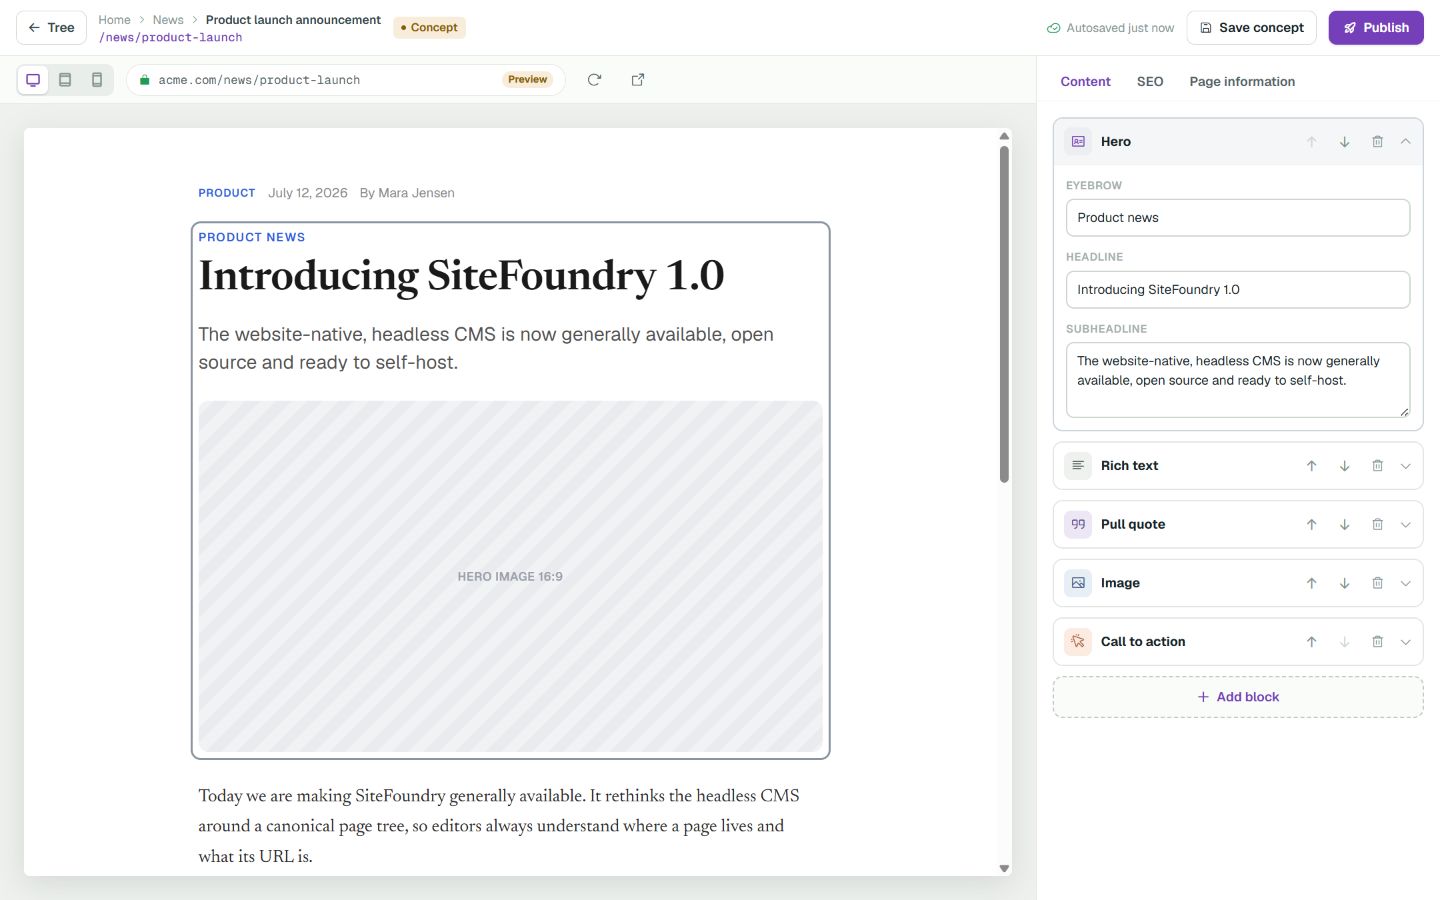 Tree
Home > News > Product launch announcement
/news/product-launch
Concept
Autosaved just now
Save concept
Publish
acme.com/news/product-launch
Preview
PRODUCT July 12, 2026 By Mara Jensen
PRODUCT NEWS
Introducing SiteFoundry 1.0
The website-native, headless CMS is now generally available, open
source and ready to self-host.
HERO IMAGE 16:9
Today we are making SiteFoundry generally available. It rethinks the headless CMS
around a canonical page tree, so editors always understand where a page lives and
what its URL is.
Content
SEO
Page information
Hero
EYEBROW
Product news
HEADLINE
Introducing SiteFoundry 1.0
SUBHEADLINE
The website-native, headless CMS is now generally
available, open source and ready to self-host.
Rich text
Pull quote
Image
Call to action
Add block